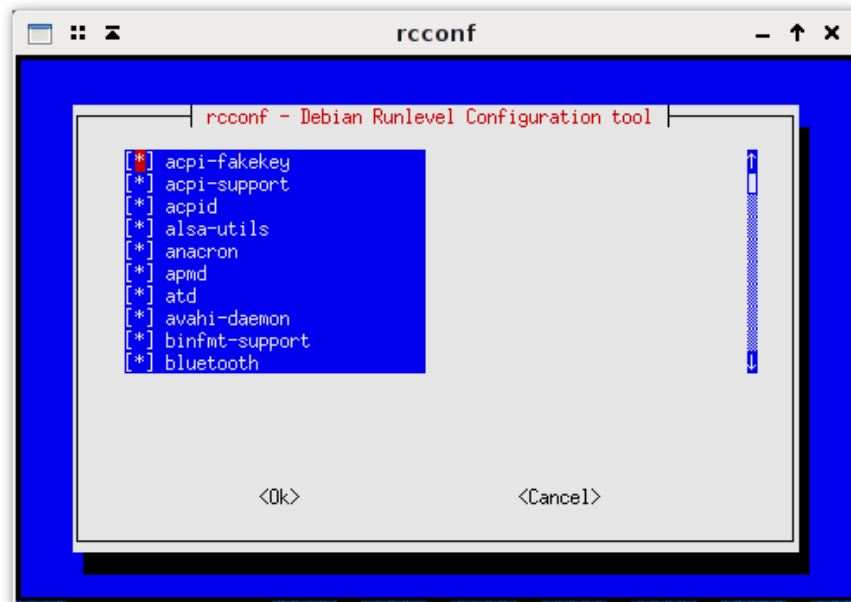 rcconf
rcconf - Debian Runlevel Configuration tool
[*] acpi-fakekey
[*] acpi-support
[*] acpid
[*] alsa-utils
[*] anacron
[*] apmd
[*] atd
[*] avahi-daemon
[*] binfmt-support
[*] bluetooth
<Ok> <Cancel>